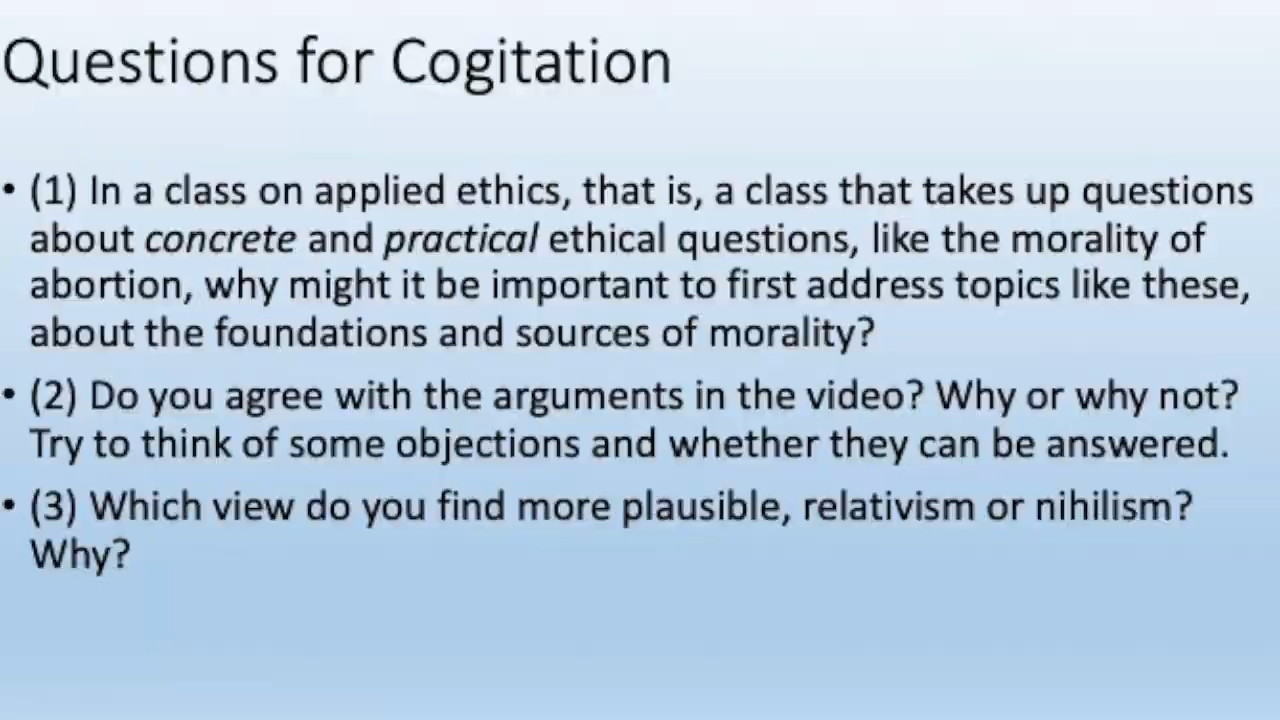 Questions for Cogitation
• (1) In a class on applied ethics, that is, a class that takes up questions
about concrete and practical ethical questions, like the morality of
abortion, why might it be important to first address topics like these,
about the foundations and sources of morality?
• (2) Do you agree with the arguments in the video? Why or why not?
Try to think of some objections and whether they can be answered.
• (3) Which view do you find more plausible, relativism or nihilism?
Why?